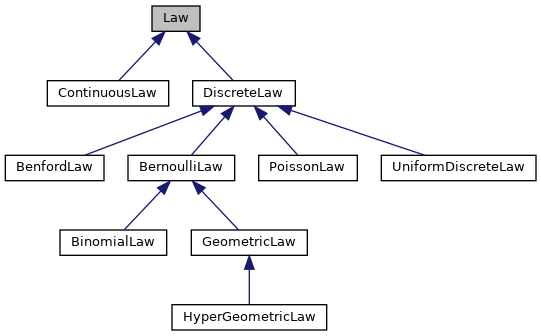 Law
ContinuousLaw
DiscreteLaw
BenfordLaw
BernoulliLaw
PoissonLaw
UniformDiscreteLaw
BinomialLaw
GeometricLaw
HyperGeometricLaw